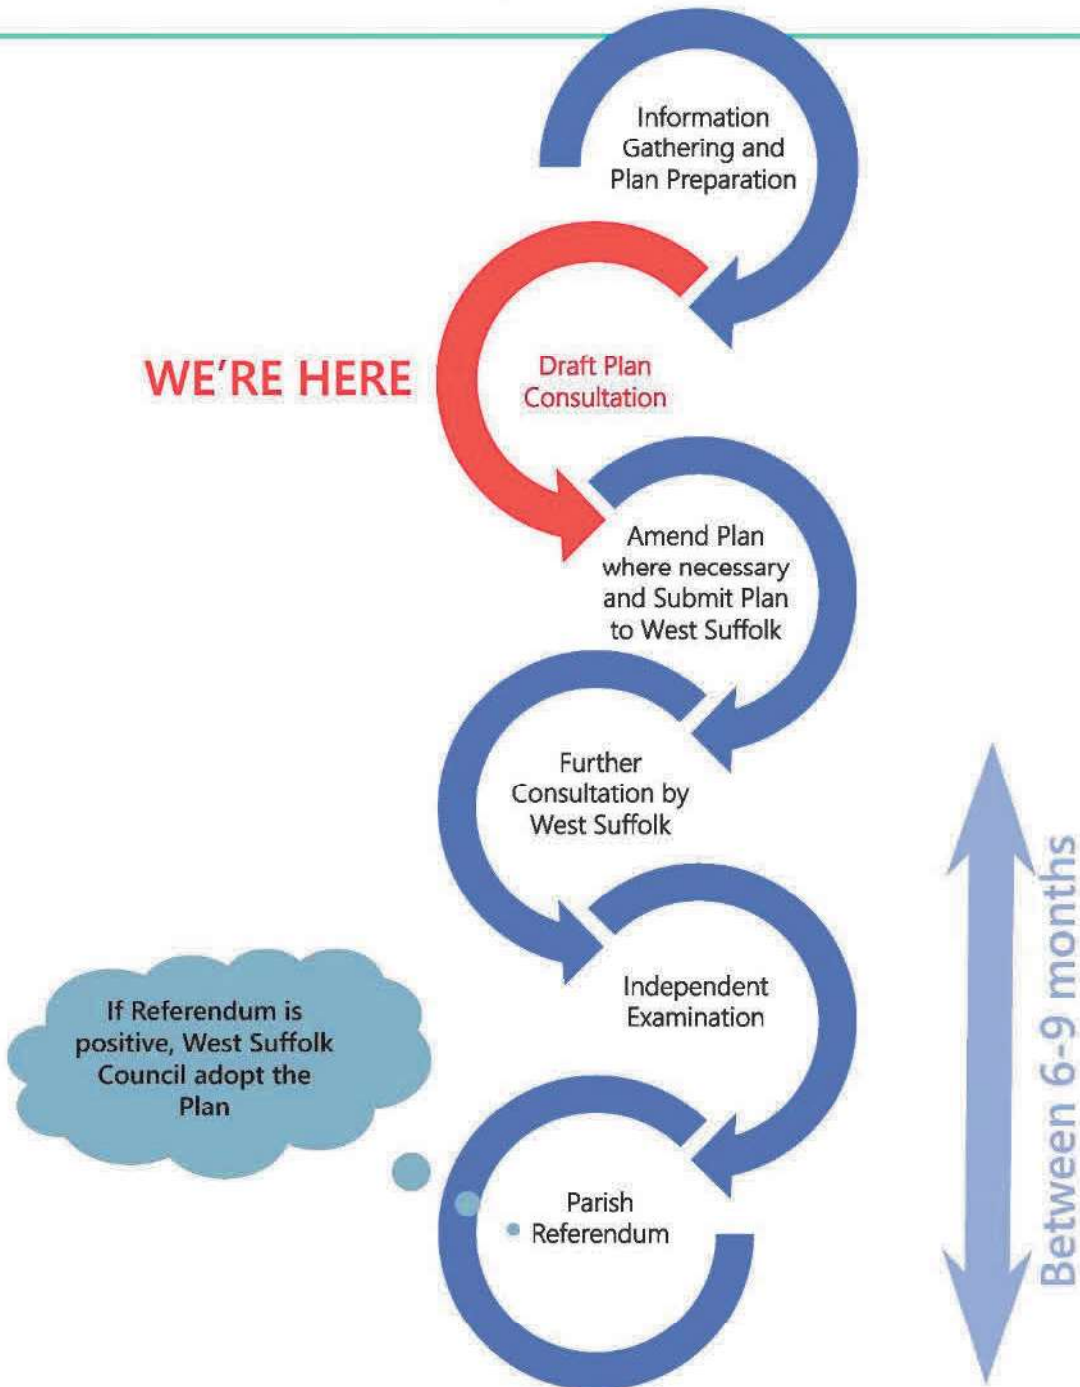 Information
Gathering and
Plan Preparation
WE'RE HERE
Draft Plan
Consultation
Amend Plan
where necessary
and Submit Plan
to West Suffolk
Further
Consultation by
West Suffolk
Between 6-9 months
Independent
Examination
If Referendum is
positive, West Suffolk
Council adopt the
Plan
Parish
Referendum